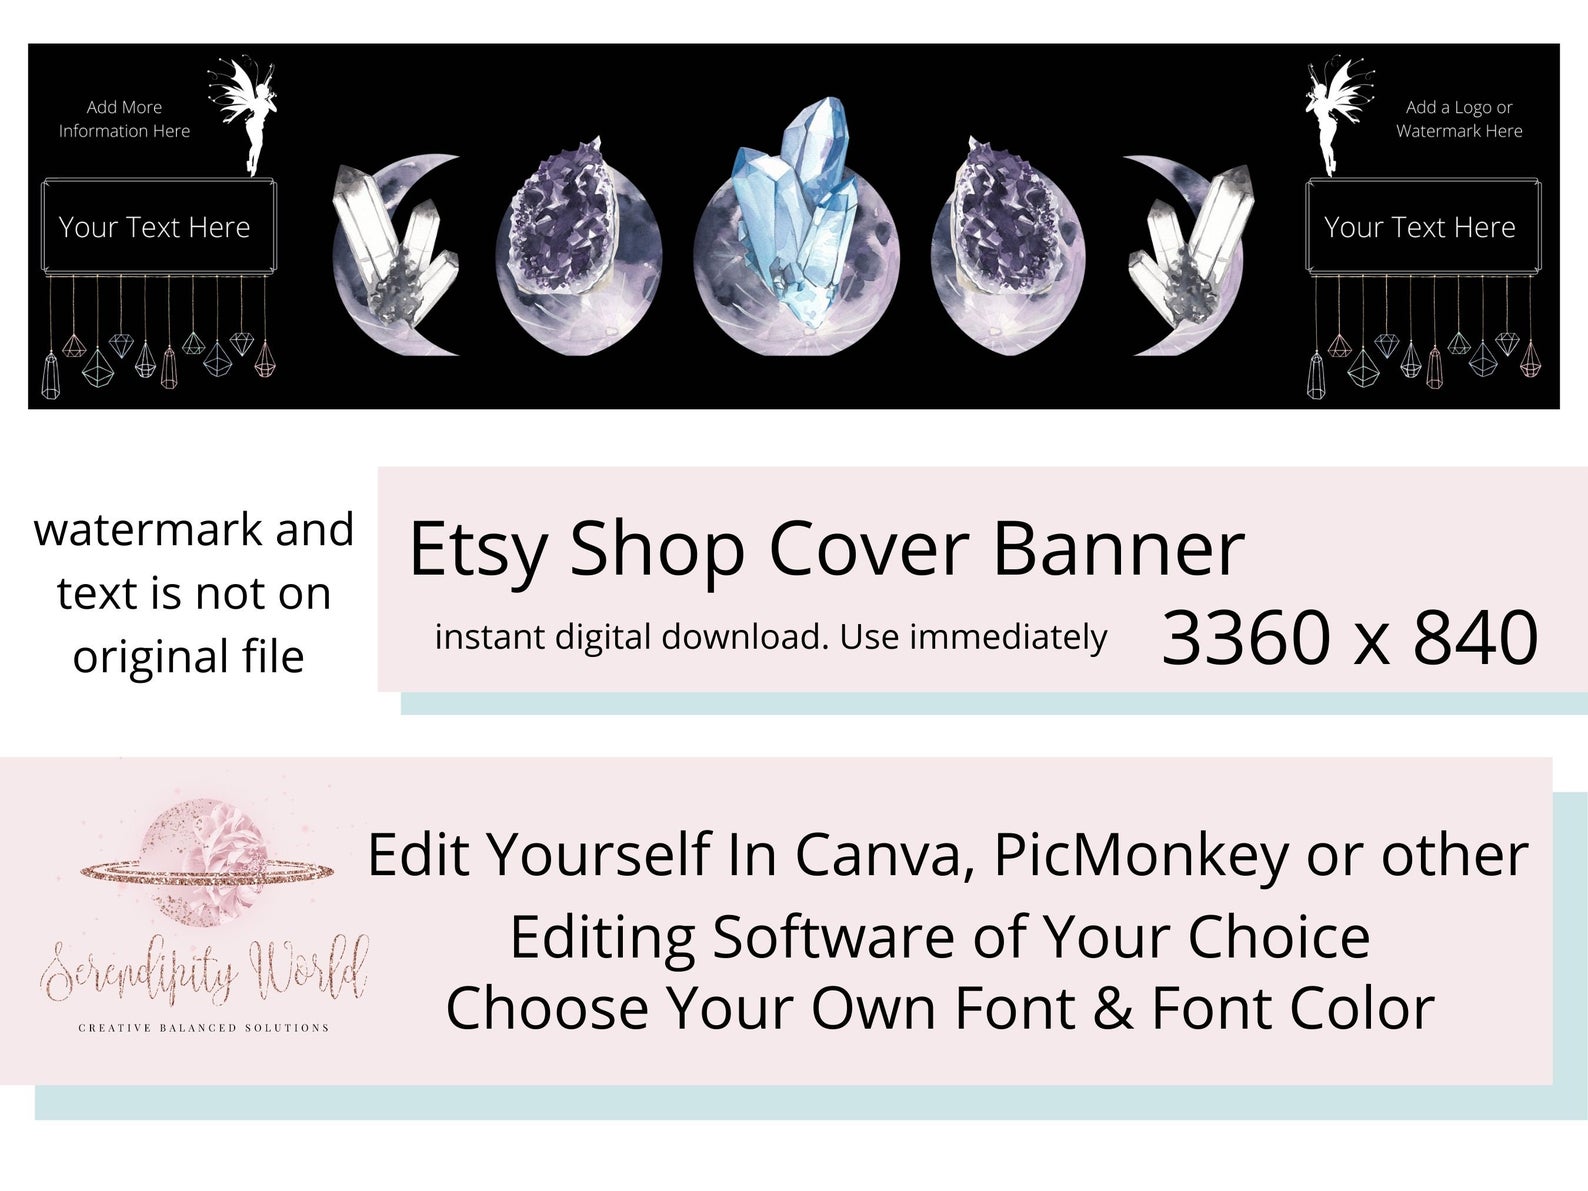 Add More
Information Here
Your Text Here
Add a Logo or
Watermark Here
Your Text Here
watermark and
text is not on
original file
Etsy Shop Cover Banner
instant digital download. Use immediately
3360 x 840
Serendipity World
CREATIVE BALANCED SOLUTIONS
Edit Yourself In Canva, PicMonkey or other
Editing Software of Your Choice
Choose Your Own Font & Font Color